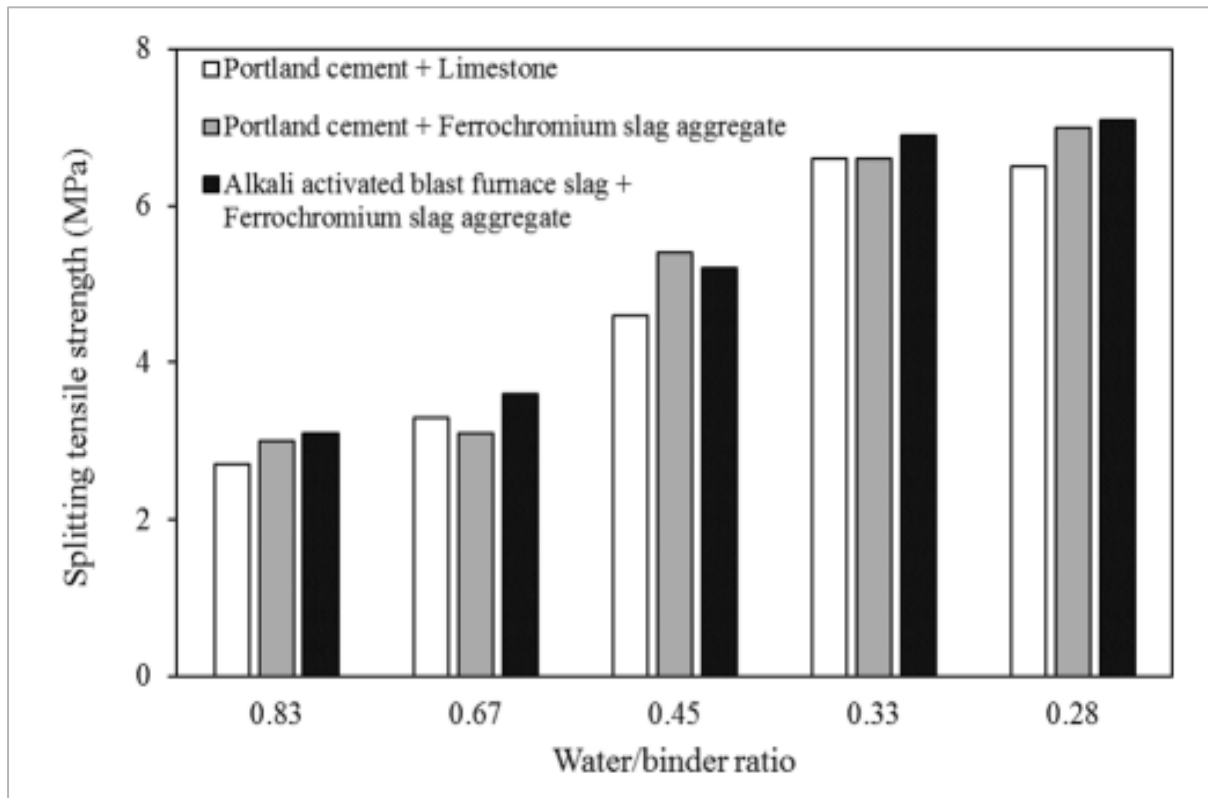 8
Portland cement + Limestone
Portland cement + Ferrochromium slag aggregate
Alkali activated blast furnace slag +
Ferrochromium slag aggregate
6
4
2
0
Splitting tensile strength (MPa)
0.83 0.67 0.45 0.33 0.28
Water/binder ratio